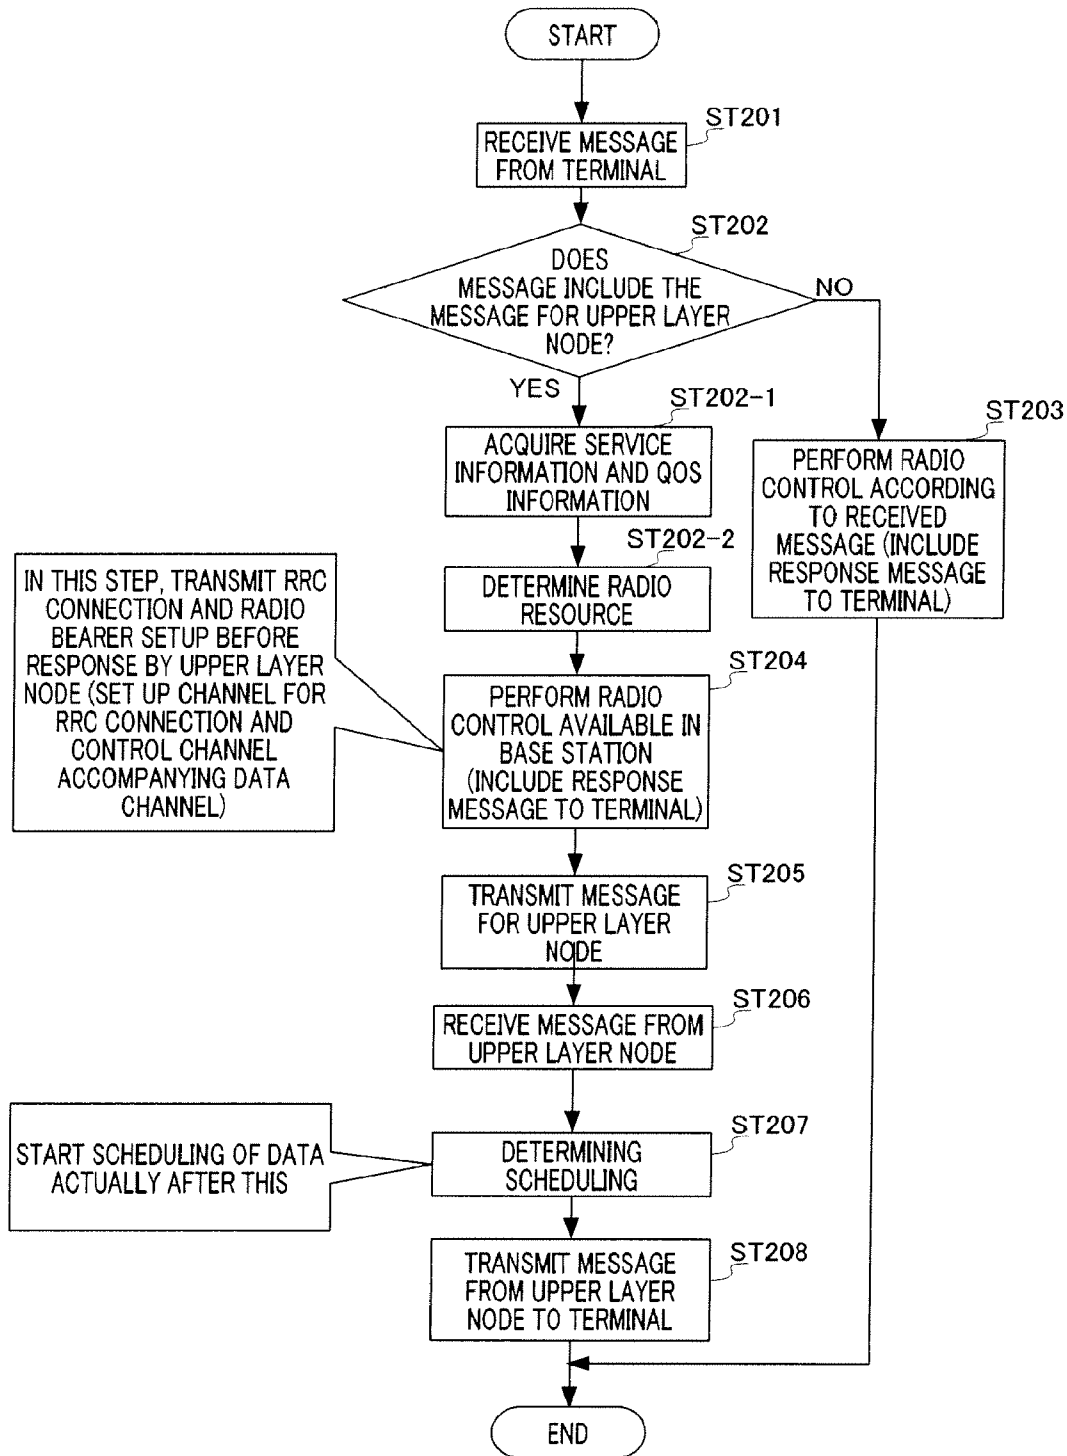 START
ST201
RECEIVE MESSAGE
FROM TERMINAL
ST202
DOES
MESSAGE INCLUDE THE
MESSAGE FOR UPPER LAYER
NODE?
NO
YES
ST202-1
ACQUIRE SERVICE
INFORMATION AND QOS
INFORMATION
ST203
PERFORM RADIO
CONTROL ACCORDING
TO RECEIVED
MESSAGE (INCLUDE
RESPONSE MESSAGE
TO TERMINAL)
ST202-2
DETERMINE RADIO
RESOURCE
IN THIS STEP, TRANSMIT RRC
CONNECTION AND RADIO
BEARER SETUP BEFORE
RESPONSE BY UPPER LAYER
NODE (SET UP CHANNEL FOR
RRC CONNECTION AND
CONTROL CHANNEL
ACCOMPANYING DATA
CHANNEL)
ST204
PERFORM RADIO
CONTROL AVAILABLE IN
BASE STATION
(INCLUDE RESPONSE
MESSAGE TO TERMINAL)
ST205
TRANSMIT MESSAGE
FOR UPPER LAYER
NODE
ST206
RECEIVE MESSAGE FROM
UPPER LAYER NODE
ST207
DETERMINING
SCHEDULING
START SCHEDULING OF DATA
ACTUALLY AFTER THIS
ST208
TRANSMIT MESSAGE
FROM UPPER LAYER
NODE TO TERMINAL
END